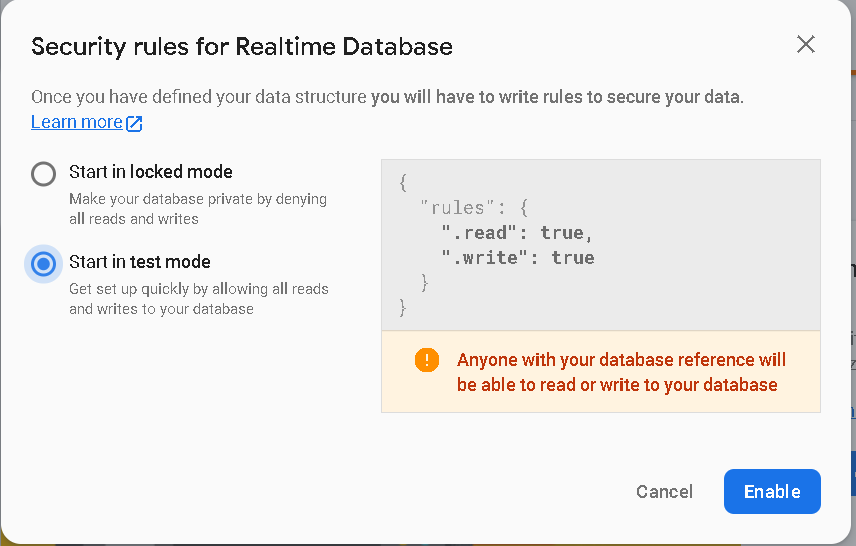 Security rules for Realtime Database
Once you have defined your data structure you will have to write rules to secure your data.
Learn more
Start in locked mode
Make your database private by denying
all reads and writes
Start in test mode
Get set up quickly by allowing all reads
and writes to your database
{
"rules": {
".read": true,
".write": true
}
}
Anyone with your database reference will
be able to read or write to your database
Cancel
Enable